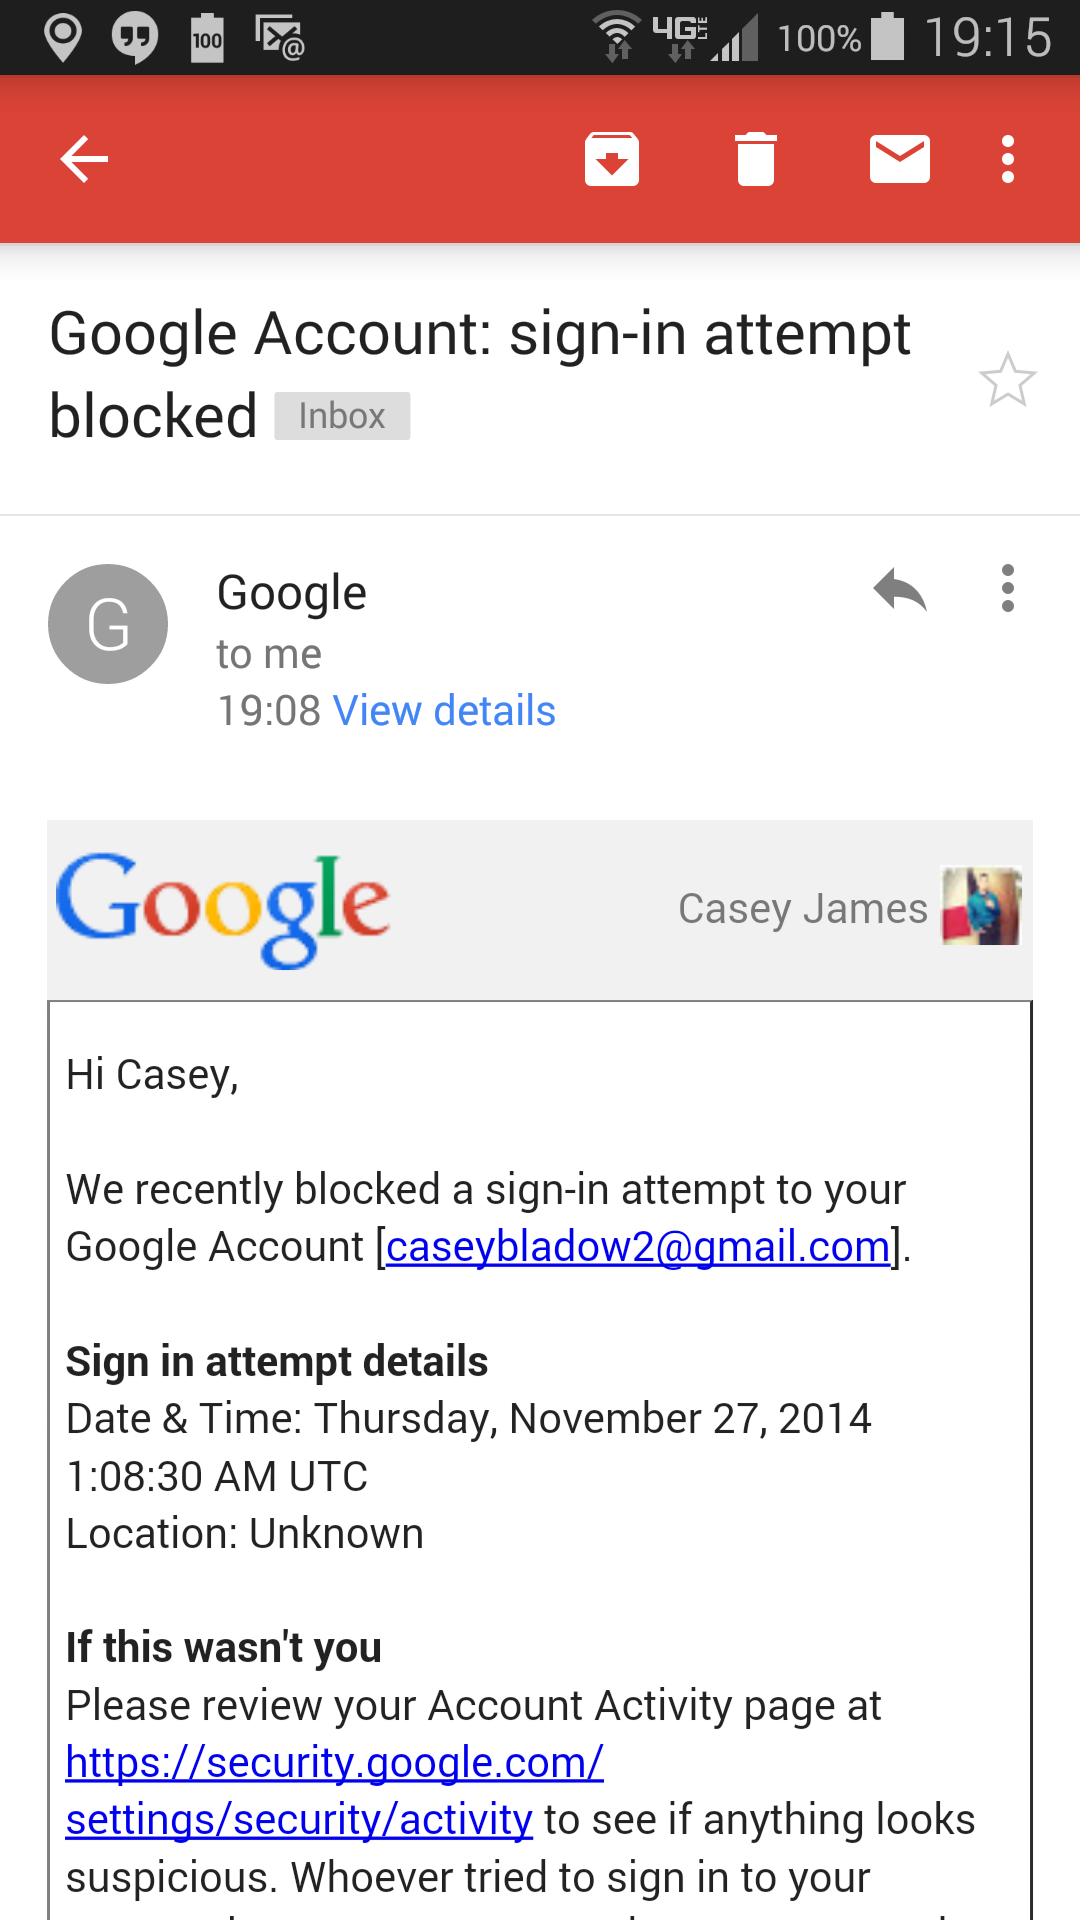 100 @ 4G LTE 100% 19:15
Google Account: sign-in attempt
blocked Inbox
G Google
to me
19:08 View details
Google Casey James
Hi Casey,
We recently blocked a sign-in attempt to your
Google Account [caseybladow2@gmail.com].
Sign in attempt details
Date & Time: Thursday, November 27, 2014
1:08:30 AM UTC
Location: Unknown
If this wasn't you
Please review your Account Activity page at
https://security.google.com/
settings/security/activity to see if anything looks
suspicious. Whoever tried to sign in to your